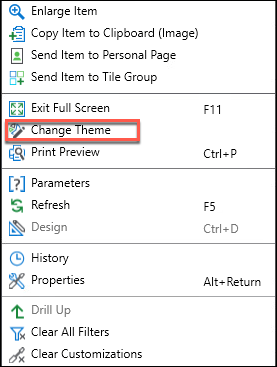 Enlarge Item
Copy Item to Clipboard (Image)
Send Item to Personal Page
Send Item to Tile Group
Exit Full Screen F11
Change Theme
Print Preview Ctrl+P
Parameters
Refresh F5
Design Ctrl+D
History
Properties Alt+Return
Drill Up
Clear All Filters
Clear Customizations